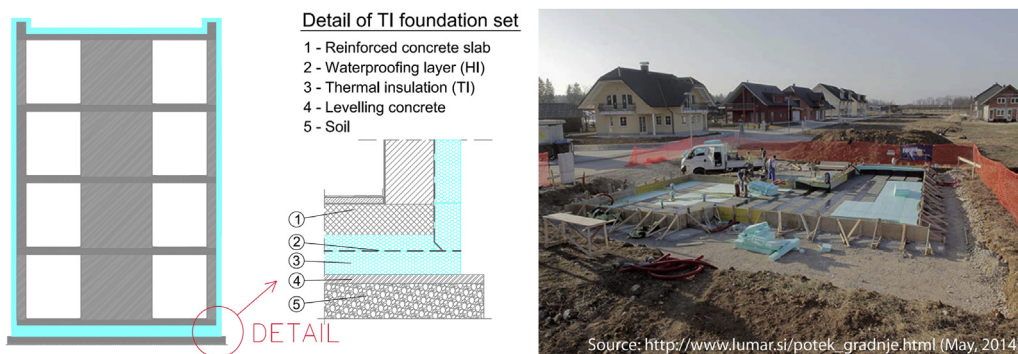 Detail of TI foundation set
1 - Reinforced concrete slab
2 - Waterproofing layer (HI)
3 - Thermal insulation (TI)
4 - Levelling concrete
5 - Soil
1
2
3
4
5
DETAIL
Source: http://www.lumar.si/potek_gradnje.html (May, 2014